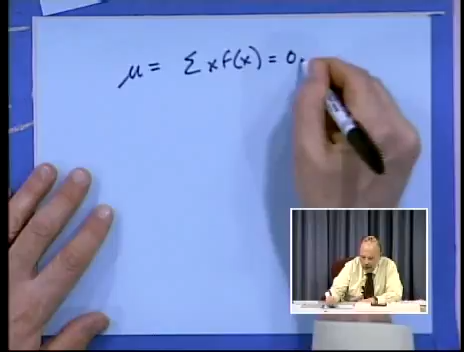 μ = Σ x f(x) = 0.